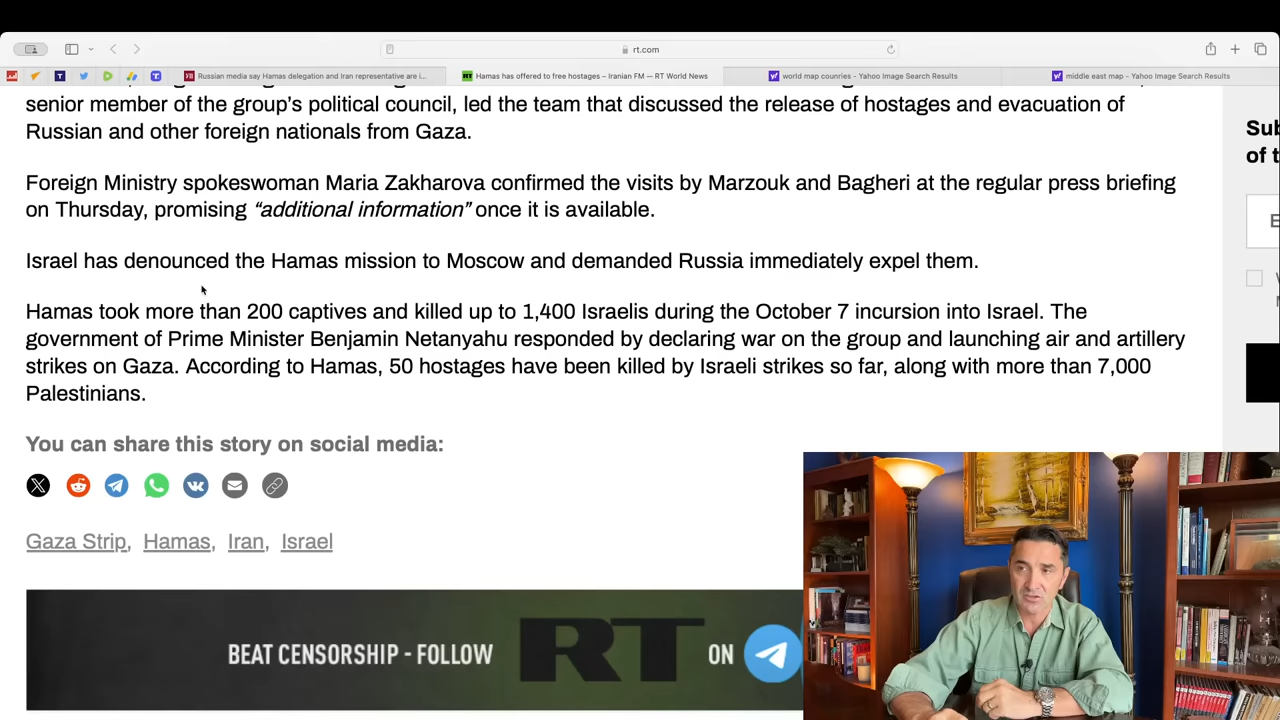 rt.com
Russian media say Hamas delegation and Iran representative are i...
Hamas has offered to free hostages – Iranian FM — RT World News
world map counries - Yahoo Image Search Results
middle east map - Yahoo Image Search Results
senior member of the group's political council, led the team that discussed the release of hostages and evacuation of
Russian and other foreign nationals from Gaza.
Foreign Ministry spokeswoman Maria Zakharova confirmed the visits by Marzouk and Bagheri at the regular press briefing
on Thursday, promising “additional information” once it is available.
Israel has denounced the Hamas mission to Moscow and demanded Russia immediately expel them.
Hamas took more than 200 captives and killed up to 1,400 Israelis during the October 7 incursion into Israel. The
government of Prime Minister Benjamin Netanyahu responded by declaring war on the group and launching air and artillery
strikes on Gaza. According to Hamas, 50 hostages have been killed by Israeli strikes so far, along with more than 7,000
Palestinians.
You can share this story on social media:
Gaza Strip, Hamas, Iran, Israel
BEAT CENSORSHIP - FOLLOW RT ON
Sub
of t
E